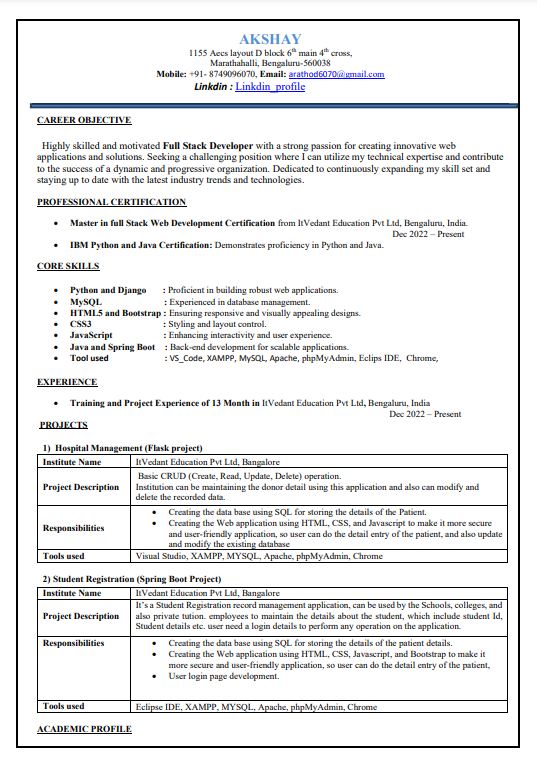 AKSHAY
1155 Aecs layout D block 6th main 4th cross,
Marathahalli, Bengaluru-560038
Mobile: +91- 8749096070, Email: arathod6070@gmail.com
Linkdin : Linkdin_profile
CAREER OBJECTIVE
Highly skilled and motivated Full Stack Developer with a strong passion for creating innovative web
applications and solutions. Seeking a challenging position where I can utilize my technical expertise and contribute
to the success of a dynamic and progressive organization. Dedicated to continuously expanding my skill set and
staying up to date with the latest industry trends and technologies.
PROFESSIONAL CERTIFICATION
• Master in full Stack Web Development Certification from ItVedant Education Pvt Ltd, Bengaluru, India.
Dec 2022 – Present
• IBM Python and Java Certification: Demonstrates proficiency in Python and Java.
CORE SKILLS
• Python and Django : Proficient in building robust web applications.
• MySQL : Experienced in database management.
• HTML5 and Bootstrap : Ensuring responsive and visually appealing designs.
• CSS3 : Styling and layout control.
• JavaScript : Enhancing interactivity and user experience.
• Java and Spring Boot : Back-end development for scalable applications.
• Tool used : VS_Code, XAMPP, MySQL, Apache, phpMyAdmin, Eclips IDE, Chrome,
EXPERIENCE
• Training and Project Experience of 13 Month in ItVedant Education Pvt Ltd, Bengaluru, India
Dec 2022 – Present
PROJECTS
1) Hospital Management (Flask project)
Institute Name ItVedant Education Pvt Ltd, Bangalore
Project Description Basic CRUD (Create, Read, Update, Delete) operation.
Institution can be maintaining the donor detail using this application and also can modify and
delete the recorded data.
Responsibilities • Creating the data base using SQL for storing the details of the Patient.
• Creating the Web application using HTML, CSS, and Javascript to make it more secure
and user-friendly application, so user can do the detail entry of the patient, and also update
and modify the existing database
Tools used Visual Studio, XAMPP, MYSQL, Apache, phpMyAdmin, Chrome
2) Student Registration (Spring Boot Project)
Institute Name ItVedant Education Pvt Ltd, Bangalore
Project Description It’s a Student Registration record management application, can be used by the Schools, colleges, and
also private tution. employees to maintain the details about the student, which include student Id,
Student details etc. user need a login details to perform any operation on the application.
Responsibilities • Creating the data base using SQL for storing the details of the patient details.
• Creating the Web application using HTML, CSS, Javascript, and Bootstrap to make it
more secure and user-friendly application, so user can do the detail entry of the patient,
• User login page development.
Tools used Eclipse IDE, XAMPP, MYSQL, Apache, phpMyAdmin, Chrome
ACADEMIC PROFILE